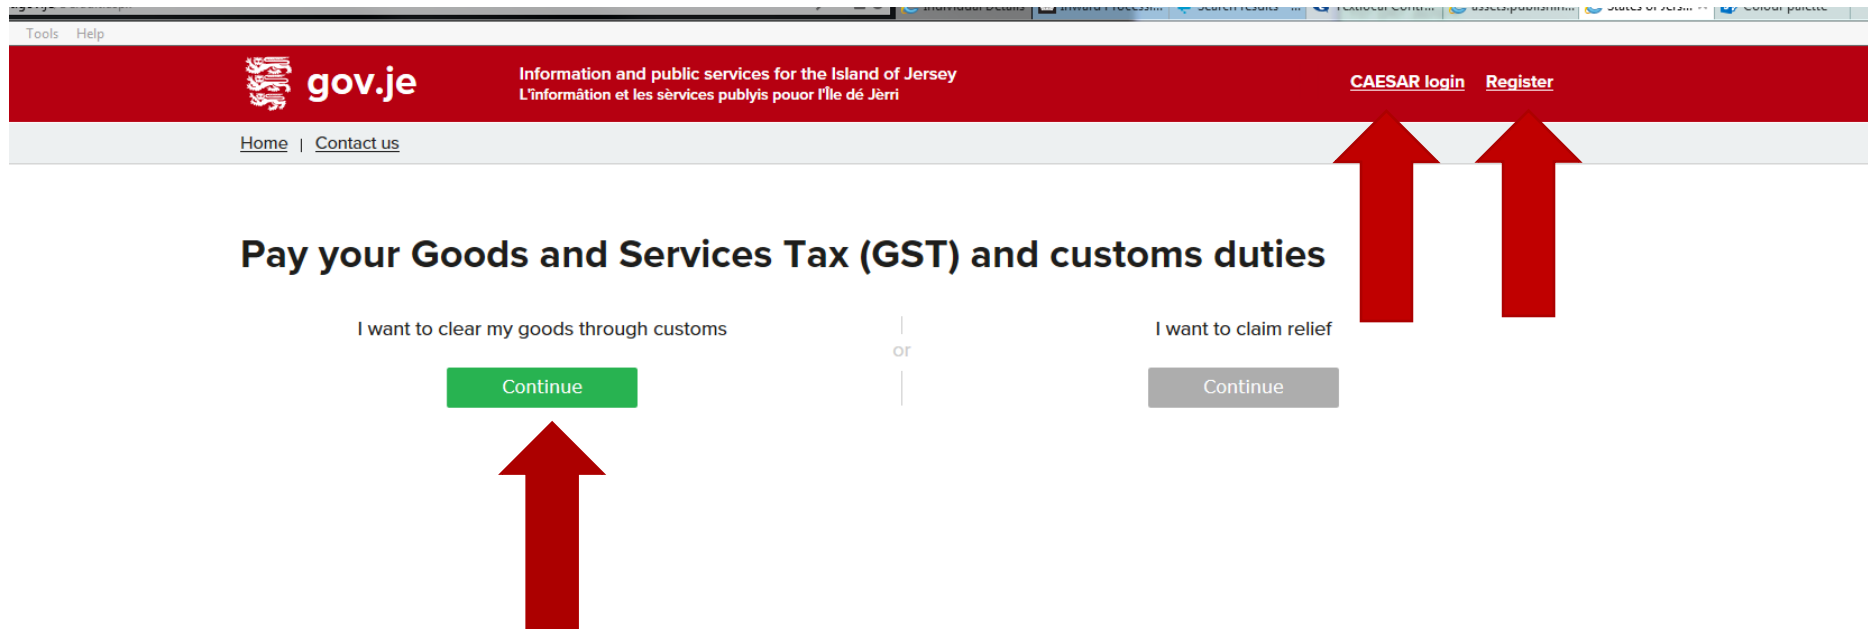 Tools Help
gov.je
Information and public services for the Island of Jersey
L'înformâtion et les sèrvices publyis pouor l'Île dé Jèrri
CAESAR login Register
Home | Contact us
Pay your Goods and Services Tax (GST) and customs duties
I want to clear my goods through customs
or
I want to claim relief
Continue
Continue